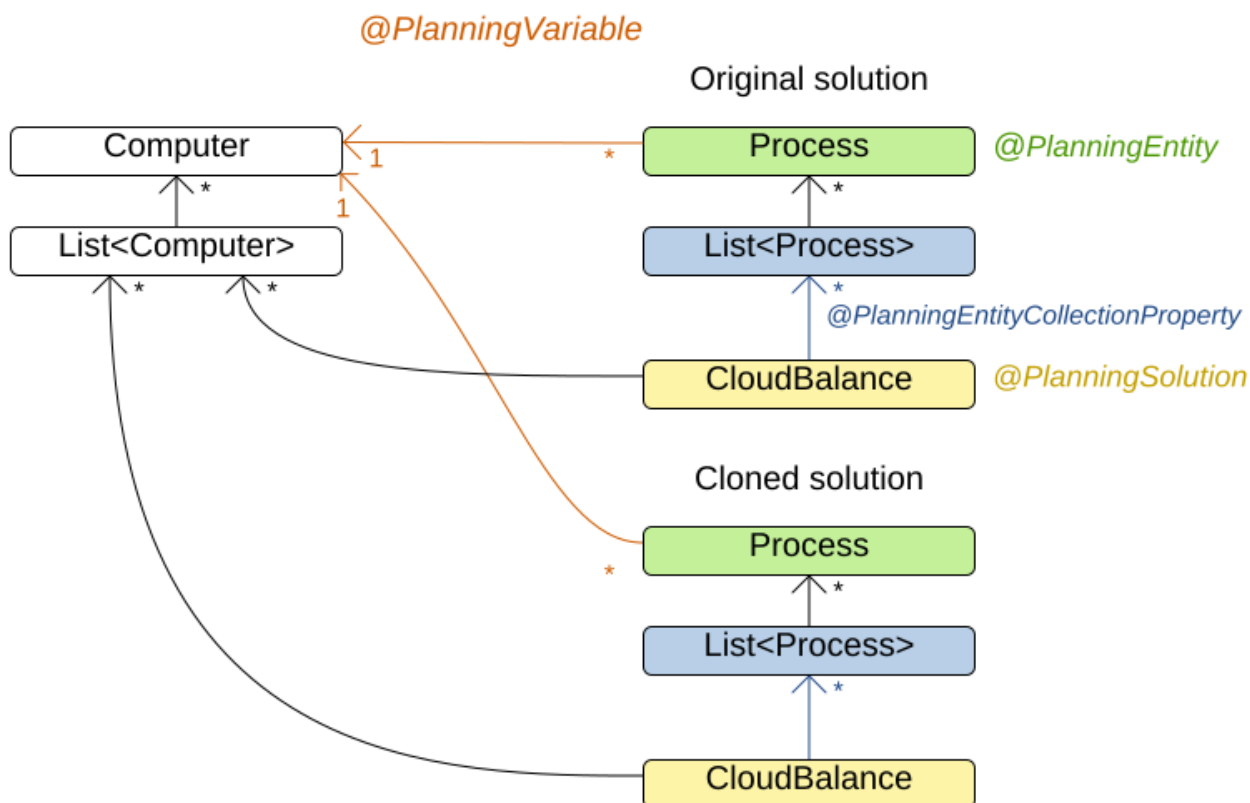 @PlanningVariable
Original solution
Computer
1
*
Process
@PlanningEntity
*
1
*
List<Computer>
List<Process>
*
*
*
@PlanningEntityCollectionProperty
CloudBalance
@PlanningSolution
Cloned solution
Process
*
*
List<Process>
*
CloudBalance